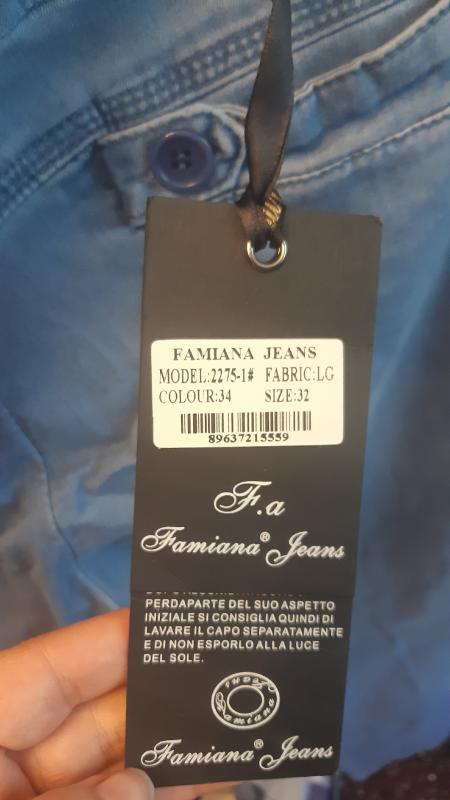 FAMIANA JEANS
MODEL:2275-1# FABRIC:LG
COLOUR:34 SIZE:32
89637215559
F.a
Famiana® Jeans
PERDAPARTE DEL SUO ASPETTO
INIZIALE SI CONSIGLIA QUINDI DI
LAVARE IL CAPO SEPARATAMENTE
E DI NON ESPORLO ALLA LUCE
DEL SOLE.
Famiana
Famiana® Jeans